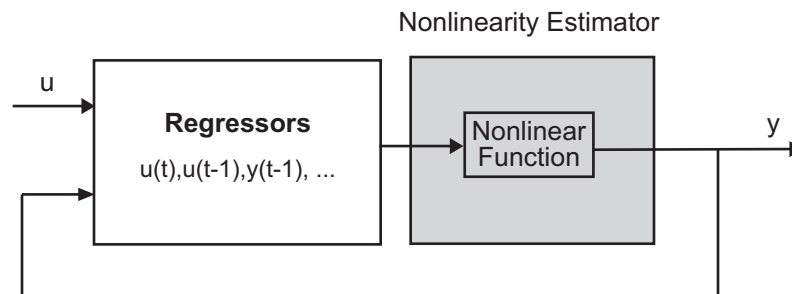 Nonlinearity Estimator
u
Regressors
u(t),u(t-1),y(t-1), ...
Nonlinear
Function
y